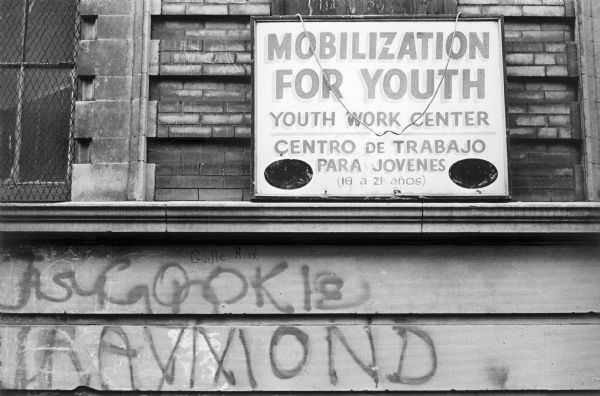 MOBILIZATION
FOR YOUTH
YOUTH WORK CENTER
CENTRO DE TRABAJO
PARA JOVENES
(16 a 21 años)
Guille Rios
RAYMOND